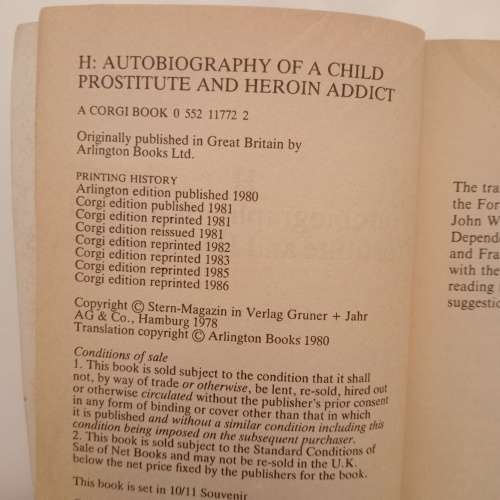 H: AUTOBIOGRAPHY OF A CHILD
PROSTITUTE AND HEROIN ADDICT
A CORGI BOOK 0 552 11772 2
Originally published in Great Britain by
Arlington Books Ltd.
PRINTING HISTORY
Arlington edition published 1980
Corgi edition published 1981
Corgi edition reprinted 1981
Corgi edition reissued 1981
Corgi edition reprinted 1982
Corgi edition reprinted 1983
Corgi edition reprinted 1985
Corgi edition reprinted 1986
Copyright © Stern-Magazin in Verlag Gruner + Jahr
AG & Co., Hamburg 1978
Translation copyright © Arlington Books 1980
Conditions of sale
1. This book is sold subject to the condition that it shall
not, by way of trade or otherwise, be lent, re-sold, hired out
or otherwise circulated without the publisher's prior consent
in any form of binding or cover other than that in which
it is published and without a similar condition including this
condition being imposed on the subsequent purchaser.
2. This book is sold subject to the Standard Conditions of
Sale of Net Books and may not be re-sold in the U.K.
below the net price fixed by the publishers for the book.
This book is set in 10/11 Souvenir
The tra
the For
John W
Depend
and Fra
with the
reading
suggestio